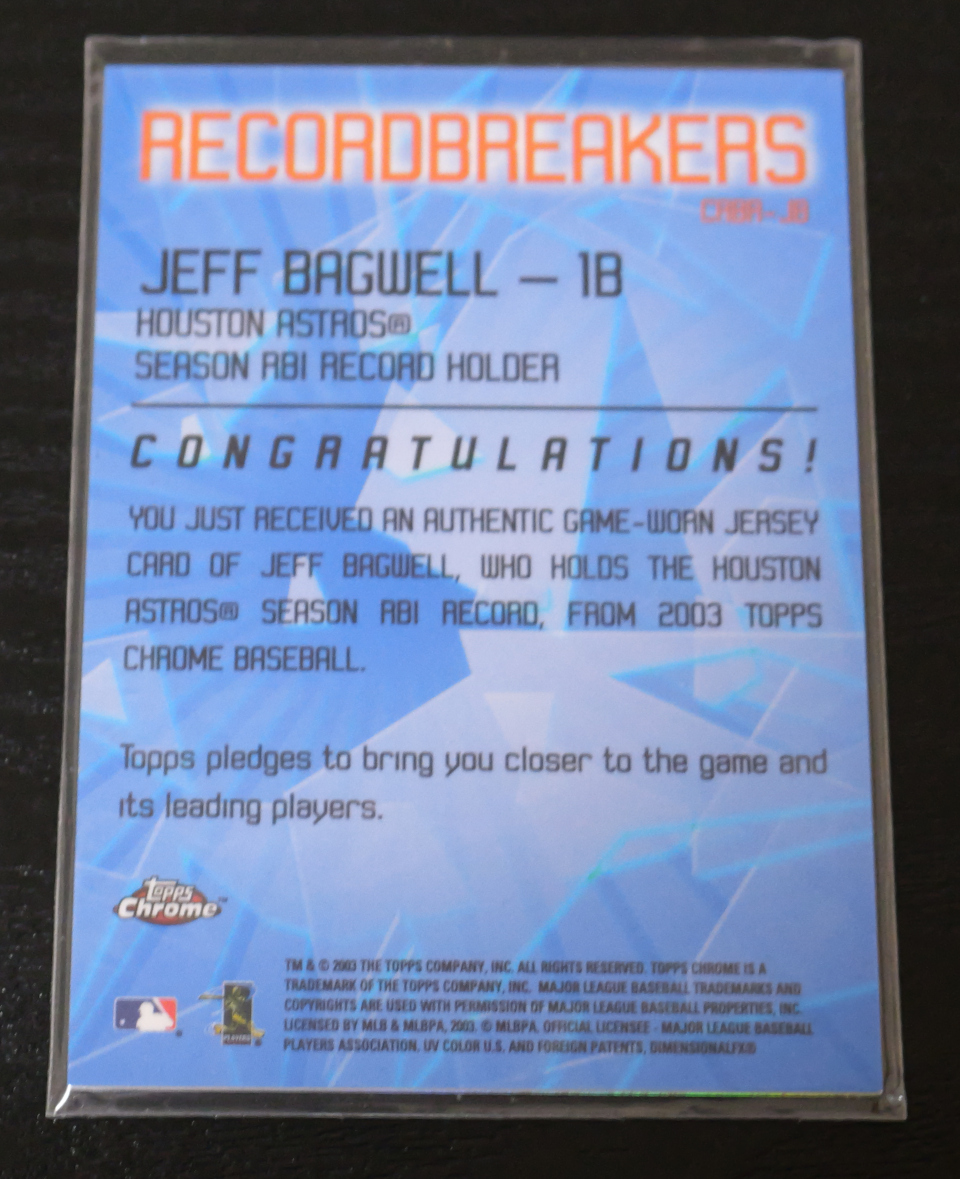 RECORDBREAKERS
CRBR-JB
JEFF BAGWELL – 1B
HOUSTON ASTROS®
SEASON RBI RECORD HOLDER
CONGRATULATIONS!
YOU JUST RECEIVED AN AUTHENTIC GAME-WORN JERSEY
CARD OF JEFF BAGWELL, WHO HOLDS THE HOUSTON
ASTROS® SEASON RBI RECORD, FROM 2003 TOPPS
CHROME BASEBALL.
Topps pledges to bring you closer to the game and
its leading players.
Topps
Chrome™
TM & © 2003 THE TOPPS COMPANY, INC. ALL RIGHTS RESERVED. TOPPS CHROME IS A
TRADEMARK OF THE TOPPS COMPANY, INC. MAJOR LEAGUE BASEBALL TRADEMARKS AND
COPYRIGHTS ARE USED WITH PERMISSION OF MAJOR LEAGUE BASEBALL PROPERTIES, INC.
LICENSED BY MLB & MLBPA, 2003. © MLBPA. OFFICIAL LICENSEE - MAJOR LEAGUE BASEBALL
PLAYERS ASSOCIATION. UV COLOR U.S. AND FOREIGN PATENTS, DIMENSIONALFX®
PLAYERS